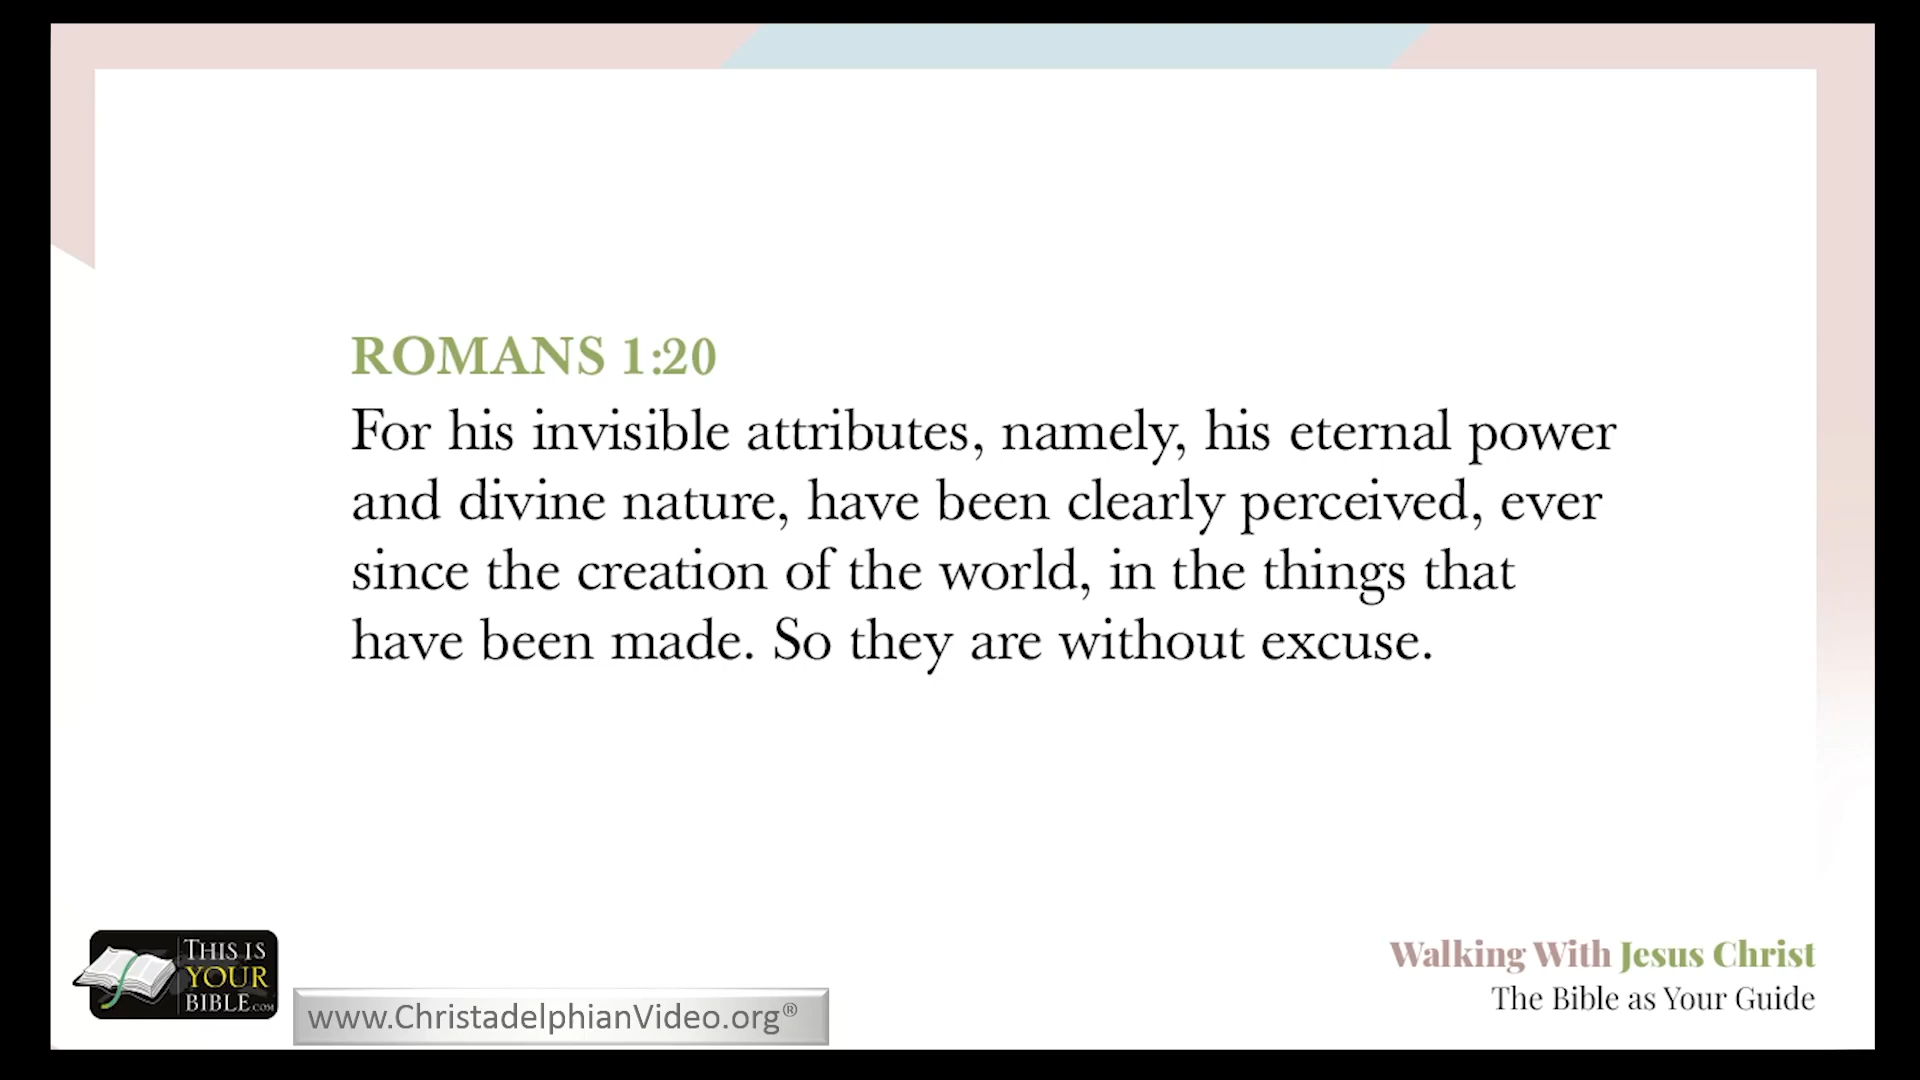 ROMANS 1:20
For his invisible attributes, namely, his eternal power
and divine nature, have been clearly perceived, ever
since the creation of the world, in the things that
have been made. So they are without excuse.
THIS IS
YOUR
BIBLE.COM
www.ChristadelphianVideo.org®
Walking With Jesus Christ
The Bible as Your Guide